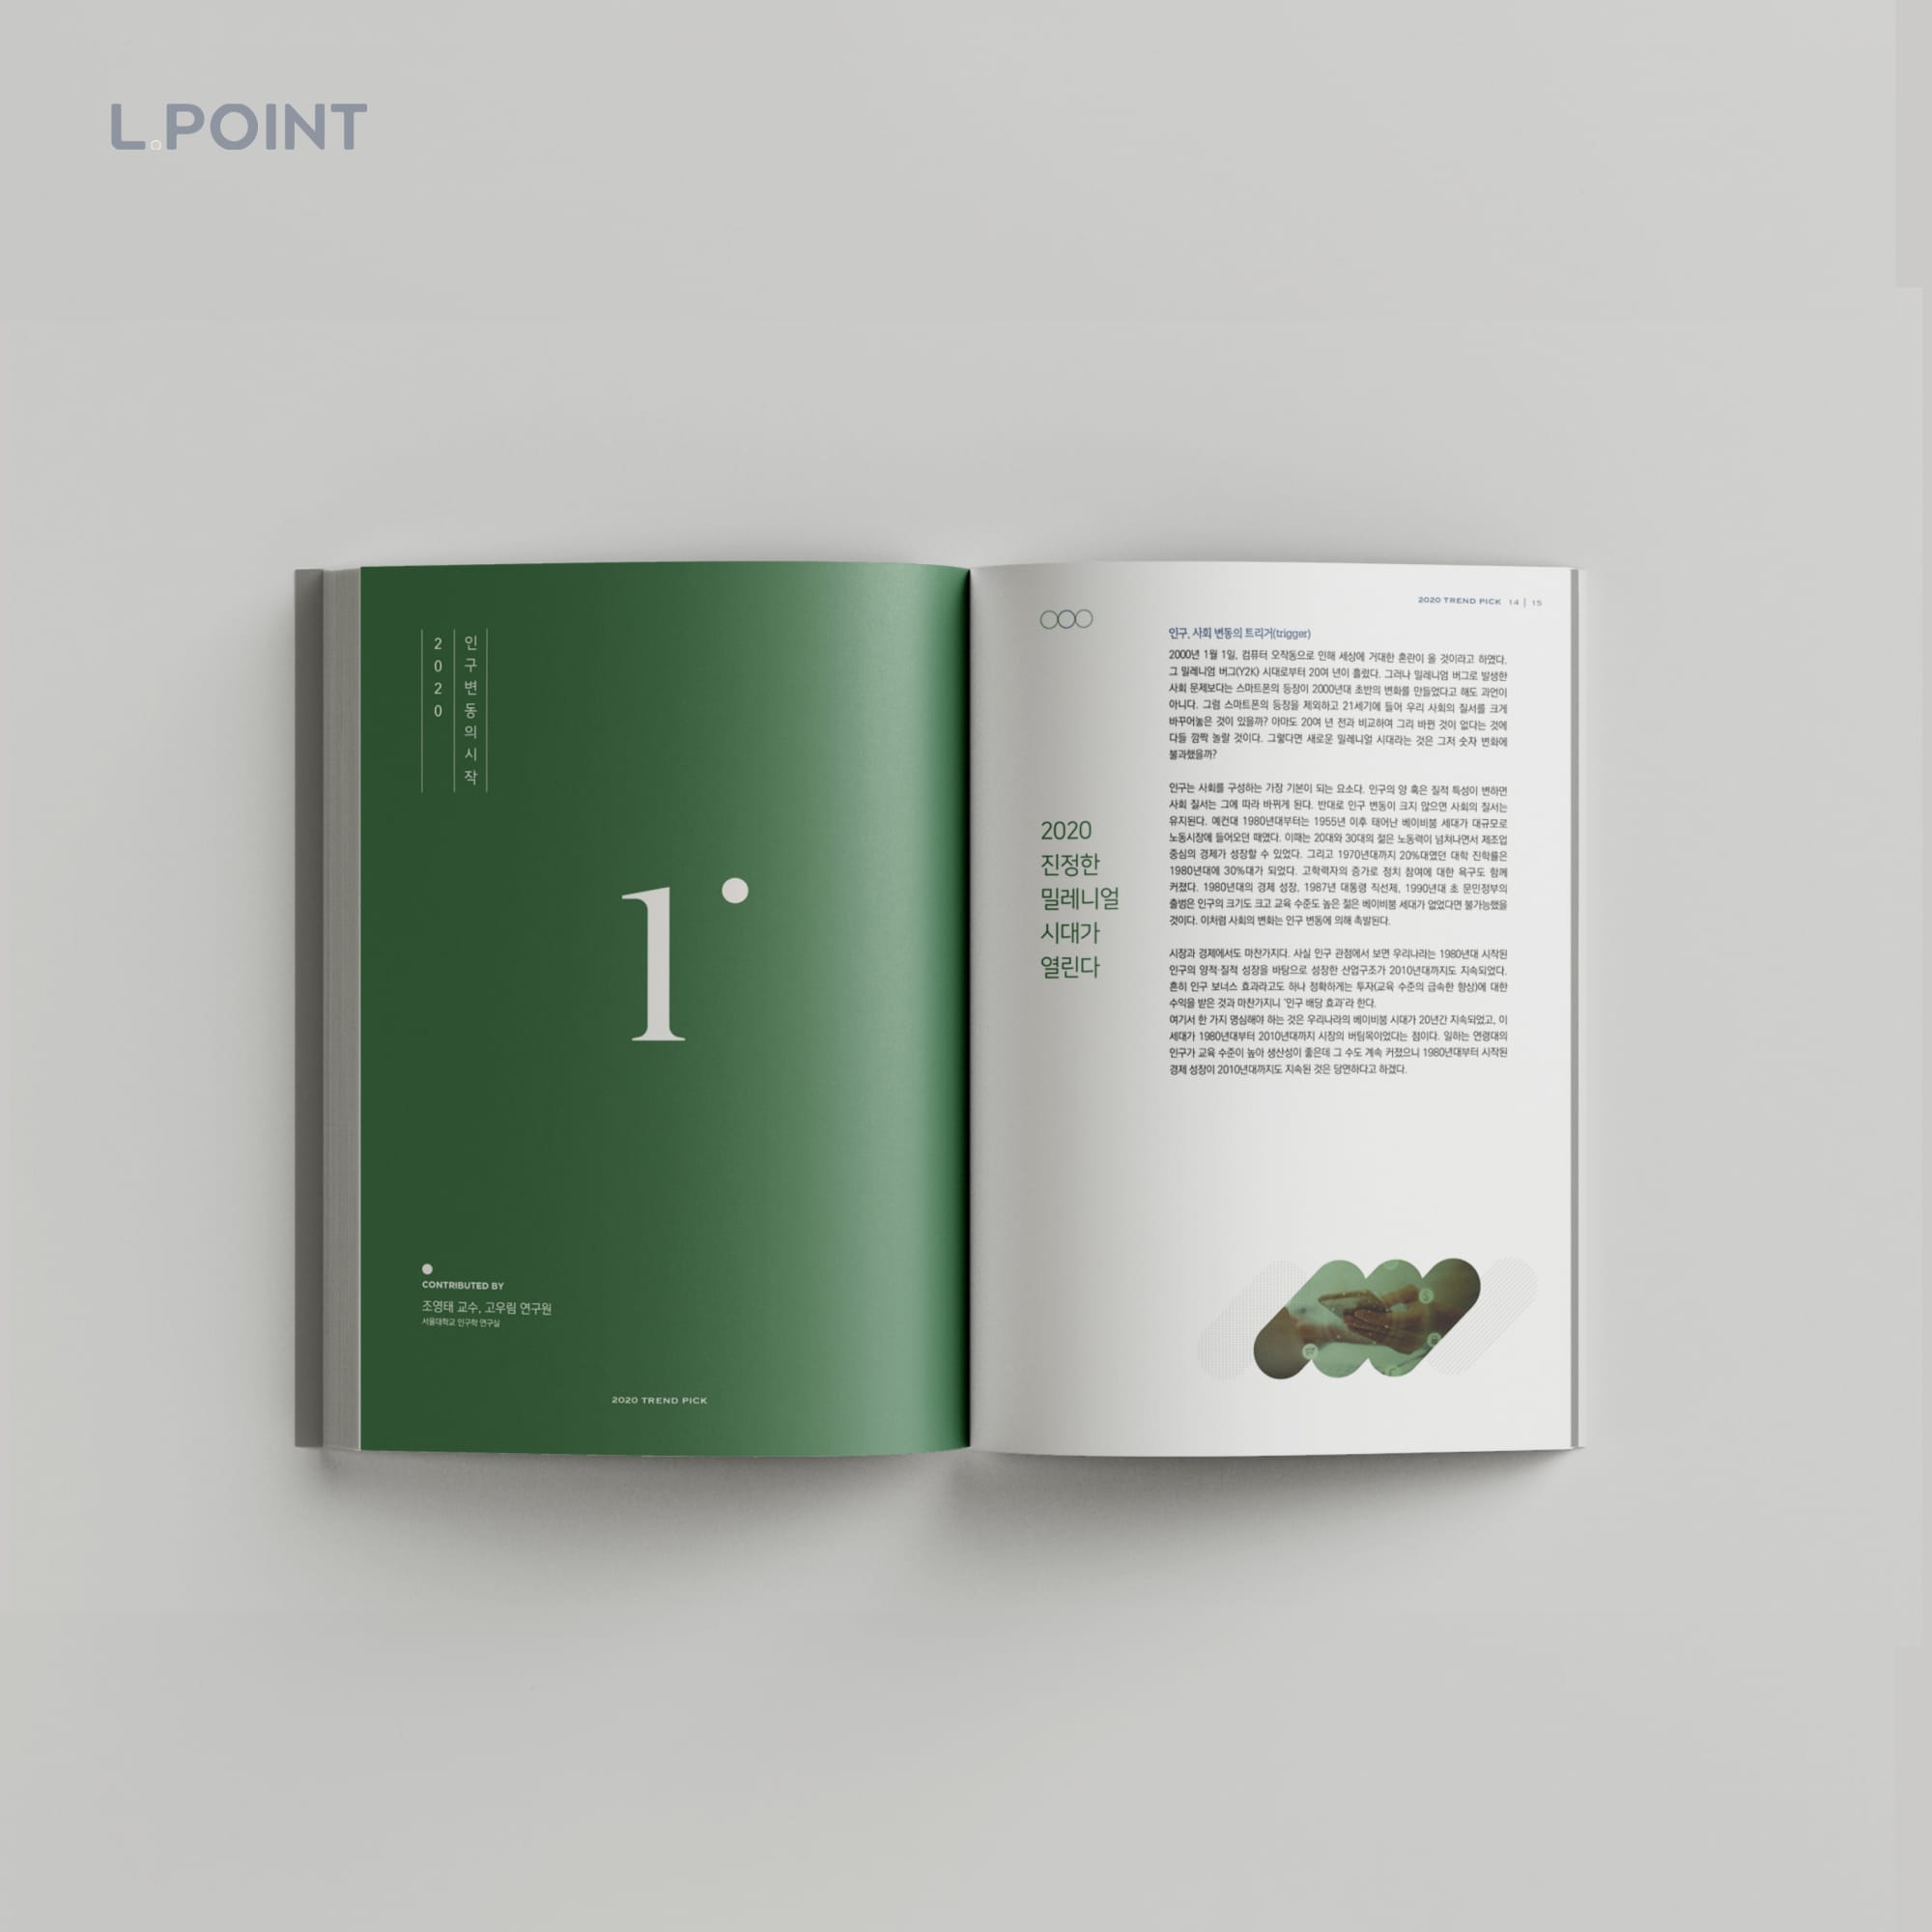 L.POINT
2020
인구변동의시작
1
CONTRIBUTED BY
조영태 교수, 고우림 연구원
서울대학교 인구학 연구실
2020 TREND PICK
2020 TREND PICK 14 | 15
2020
진정한
밀레니얼
시대가
열린다
인구, 사회 변동의 트리거(trigger)
2000년 1월 1일, 컴퓨터 오작동으로 인해 세상에 거대한 혼란이 올 것이라고 하였다.
그 밀레니엄 버그(Y2K) 시대로부터 20여 년이 흘렀다. 그러나 밀레니엄 버그로 발생한
사회 문제보다는 스마트폰의 등장이 2000년대 초반의 변화를 만들었다고 해도 과언이
아니다. 그럼 스마트폰의 등장을 제외하고 21세기에 들어 우리 사회의 질서를 크게
바꾸어놓은 것이 있을까? 아마도 20여 년 전과 비교하여 그리 바뀐 것이 없다는 것에
다들 깜짝 놀랄 것이다. 그렇다면 새로운 밀레니얼 시대라는 것은 그저 숫자 변화에
불과했을까?
인구는 사회를 구성하는 가장 기본이 되는 요소다. 인구의 양 혹은 질적 특성이 변하면
사회 질서는 그에 따라 바뀌게 된다. 반대로 인구 변동이 크지 않으면 사회의 질서는
유지된다. 예컨대 1980년대부터는 1955년 이후 태어난 베이비붐 세대가 대규모로
노동시장에 들어오던 때였다. 이때는 20대와 30대의 젊은 노동력이 넘쳐나면서 제조업
중심의 경제가 성장할 수 있었다. 그리고 1970년대까지 20%대였던 대학 진학률은
1980년대에 30%대가 되었다. 고학력자의 증가로 정치 참여에 대한 욕구도 함께
커졌다. 1980년대의 경제 성장, 1987년 대통령 직선제, 1990년대 초 문민정부의
출범은 인구의 크기도 크고 교육 수준도 높은 젊은 베이비붐 세대가 없었다면 불가능했을
것이다. 이처럼 사회의 변화는 인구 변동에 의해 촉발된다.
시장과 경제에서도 마찬가지다. 사실 인구 관점에서 보면 우리나라는 1980년대 시작된
인구의 양적·질적 성장을 바탕으로 성장한 산업구조가 2010년대까지도 지속되었다.
흔히 인구 보너스 효과라고도 하나 정확하게는 투자(교육 수준의 급속한 향상)에 대한
수익을 받은 것과 마찬가지니 '인구 배당 효과'라 한다.
여기서 한 가지 명심해야 하는 것은 우리나라의 베이비붐 시대가 20년간 지속되었고, 이
세대가 1980년대부터 2010년대까지 시장의 버팀목이었다는 점이다. 일하는 연령대의
인구가 교육 수준이 높아 생산성이 좋은데 그 수도 계속 커졌으니 1980년대부터 시작된
경제 성장이 2010년대까지도 지속된 것은 당연하다고 하겠다.